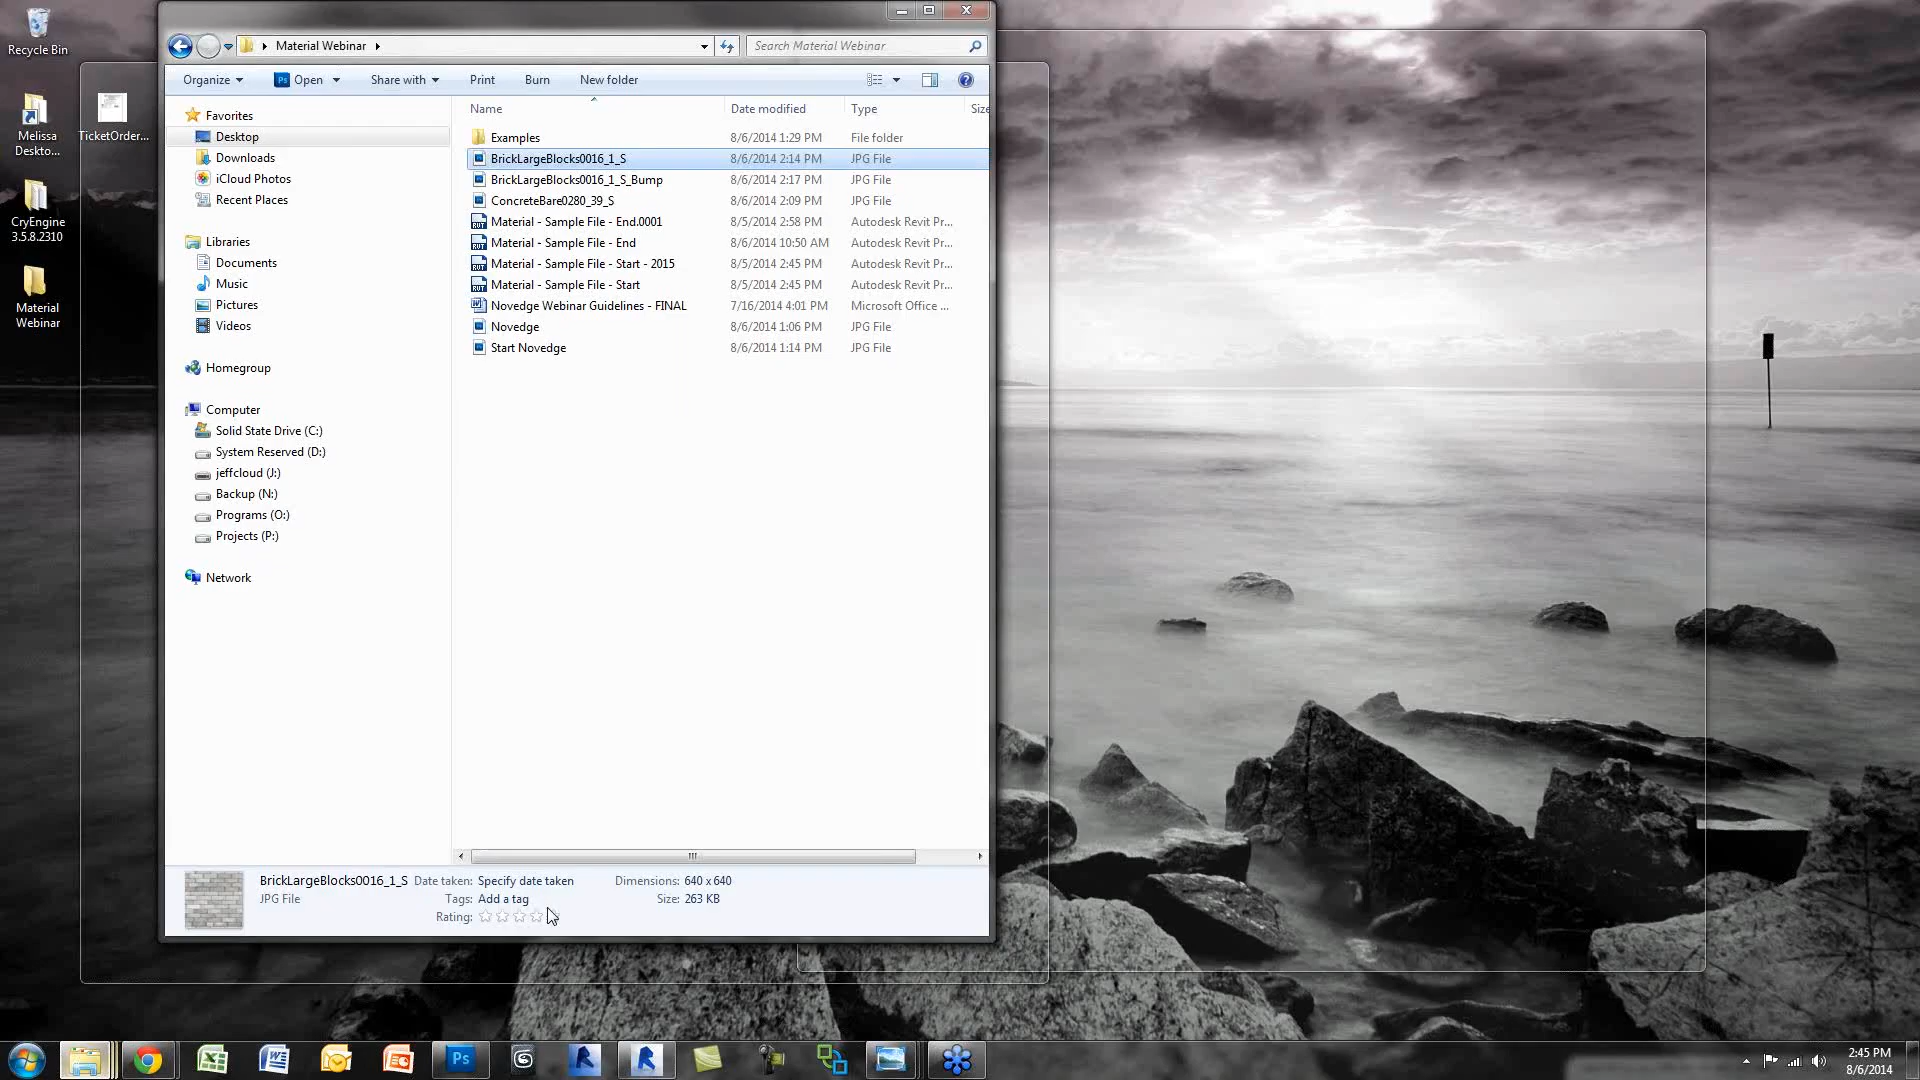 Recycle Bin
Melissa
Deskto...
TicketOrder...
CryEngine
3.5.8.2310
Material
Webinar
Material Webinar
Search Material Webinar
Organize
Ps
Open
Share with
Print
Burn
New folder
Favorites
Desktop
Downloads
iCloud Photos
Recent Places
Libraries
Documents
Music
Pictures
Videos
Homegroup
Computer
Solid State Drive (C:)
System Reserved (D:)
jeffcloud (J:)
Backup (N:)
Programs (O:)
Projects (P:)
Network
Name Date modified Type Size
Examples 8/6/2014 1:29 PM File folder
BrickLargeBlocks0016_1_S 8/6/2014 2:14 PM JPG File
BrickLargeBlocks0016_1_S_Bump 8/6/2014 2:17 PM JPG File
ConcreteBare0280_39_S 8/6/2014 2:09 PM JPG File
Material - Sample File - End.0001 8/5/2014 2:58 PM Autodesk Revit Pr...
Material - Sample File - End 8/6/2014 10:50 AM Autodesk Revit Pr...
Material - Sample File - Start - 2015 8/5/2014 2:45 PM Autodesk Revit Pr...
Material - Sample File - Start 8/5/2014 2:45 PM Autodesk Revit Pr...
Novedge Webinar Guidelines - FINAL 7/16/2014 4:01 PM Microsoft Office ...
Novedge 8/6/2014 1:06 PM JPG File
Start Novedge 8/6/2014 1:14 PM JPG File
BrickLargeBlocks0016_1_S Date taken: Specify date taken Dimensions: 640 x 640
JPG File Tags: Add a tag Size: 263 KB
Rating:
Ps
2:45 PM
8/6/2014